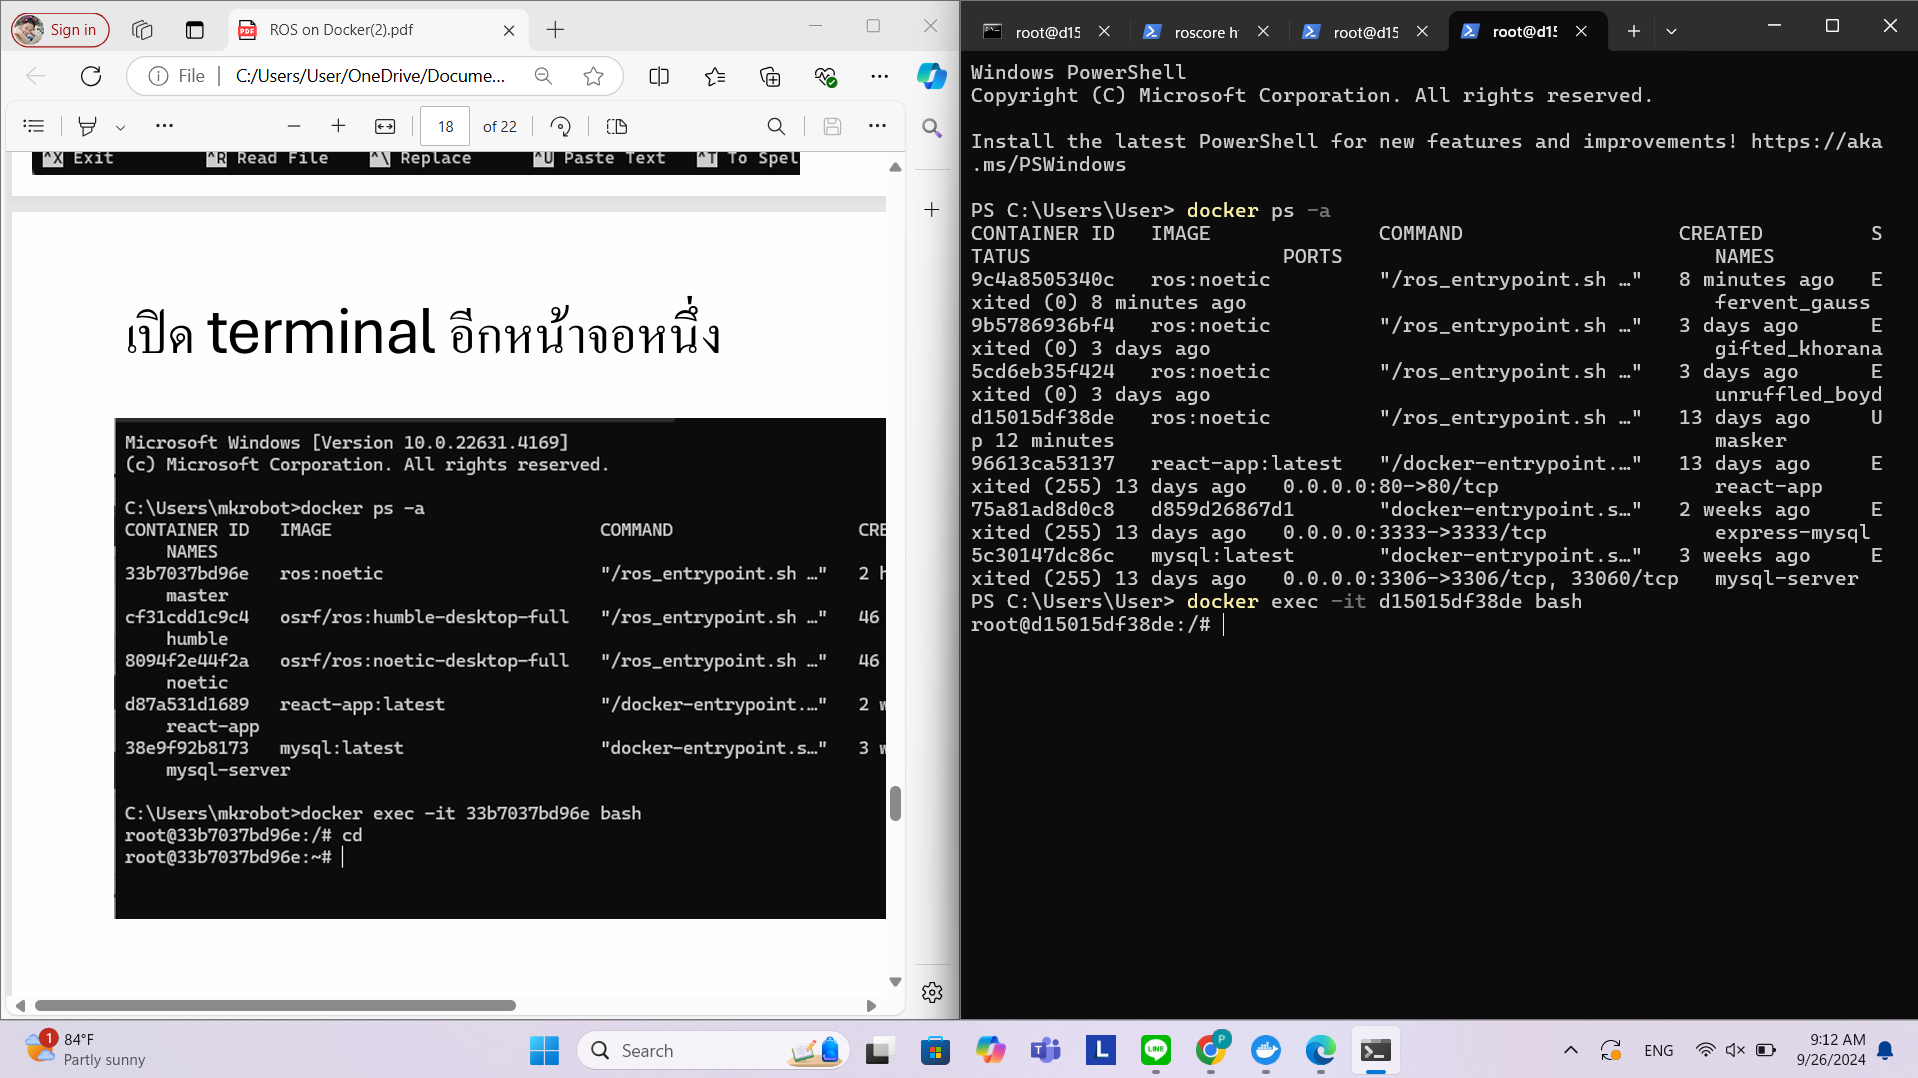 Sign in
ROS on Docker(2).pdf
File
C:/Users/User/OneDrive/Docume...
18
of 22
^X Exit ^R Read File ^\ Replace ^U Paste Text ^T To Spel
เปิด terminal อีกหน้าจอหนึ่ง
Microsoft Windows [Version 10.0.22631.4169]
(c) Microsoft Corporation. All rights reserved.
C:\Users\mkrobot>docker ps -a
CONTAINER ID IMAGE COMMAND CRE
NAMES
33b7037bd96e ros:noetic "/ros_entrypoint.sh …" 2 h
master
cf31cdd1c9c4 osrf/ros:humble-desktop-full "/ros_entrypoint.sh …" 46
humble
8094f2e44f2a osrf/ros:noetic-desktop-full "/ros_entrypoint.sh …" 46
noetic
d87a531d1689 react-app:latest "/docker-entrypoint.…" 2 w
react-app
38e9f92b8173 mysql:latest "docker-entrypoint.s…" 3 w
mysql-server
C:\Users\mkrobot>docker exec -it 33b7037bd96e bash
root@33b7037bd96e:/# cd
root@33b7037bd96e:~#
root@d15
roscore h
root@d15
root@d15
Windows PowerShell
Copyright (C) Microsoft Corporation. All rights reserved.
Install the latest PowerShell for new features and improvements! https://aka
.ms/PSWindows
PS C:\Users\User> docker ps -a
CONTAINER ID IMAGE COMMAND CREATED S
TATUS PORTS NAMES
9c4a8505340c ros:noetic "/ros_entrypoint.sh …" 8 minutes ago E
xited (0) 8 minutes ago fervent_gauss
9b5786936bf4 ros:noetic "/ros_entrypoint.sh …" 3 days ago E
xited (0) 3 days ago gifted_khorana
5cd6eb35f424 ros:noetic "/ros_entrypoint.sh …" 3 days ago E
xited (0) 3 days ago unruffled_boyd
d15015df38de ros:noetic "/ros_entrypoint.sh …" 13 days ago U
p 12 minutes masker
96613ca53137 react-app:latest "/docker-entrypoint.…" 13 days ago E
xited (255) 13 days ago 0.0.0.0:80->80/tcp react-app
75a81ad8d0c8 d859d26867d1 "docker-entrypoint.s…" 2 weeks ago E
xited (255) 13 days ago 0.0.0.0:3333->3333/tcp express-mysql
5c30147dc86c mysql:latest "docker-entrypoint.s…" 3 weeks ago E
xited (255) 13 days ago 0.0.0.0:3306->3306/tcp, 33060/tcp mysql-server
PS C:\Users\User> docker exec -it d15015df38de bash
root@d15015df38de:/#
1
84°F
Partly sunny
Search
ENG
9:12 AM
9/26/2024